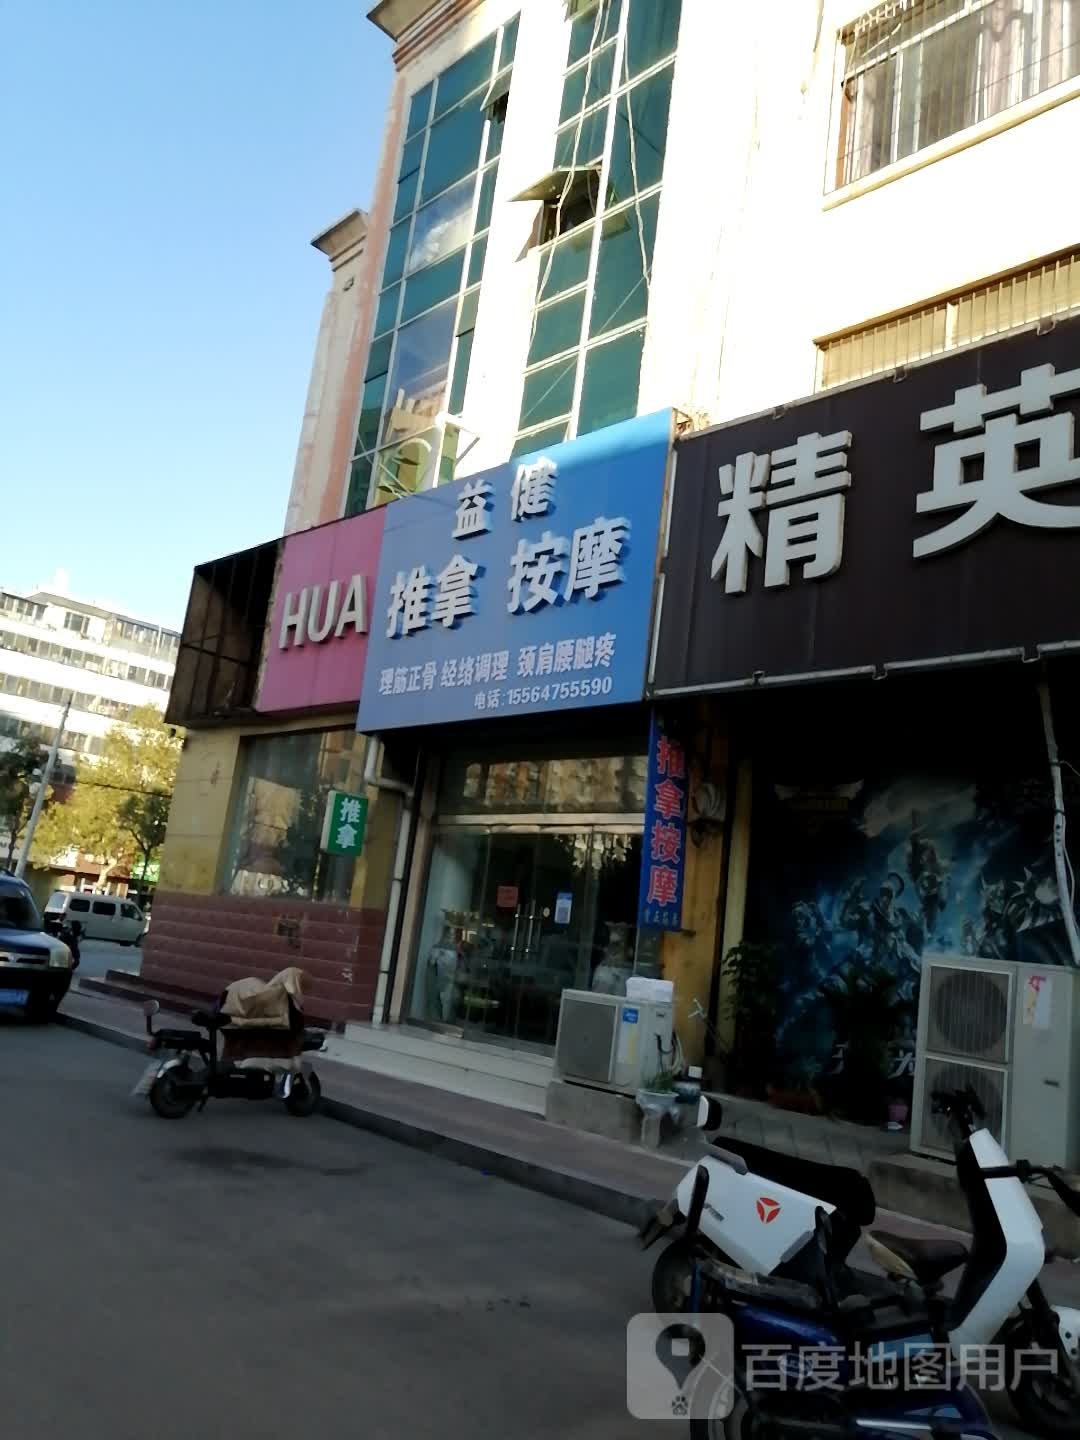 精英
益健
HUA
推拿 按摩
理筋正骨 经络调理 颈肩腰腿疼
电话:15564755590
推拿按摩
推拿
百度地图用户